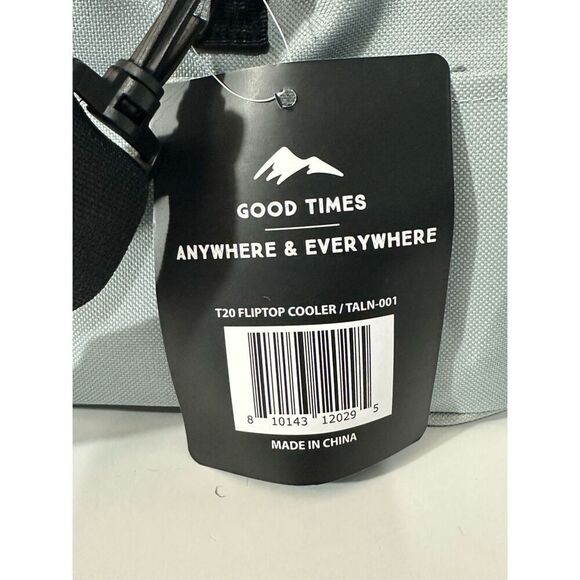 GOOD TIMES
ANYWHERE & EVERYWHERE
T20 FLIPTOP COOLER / TALN-001
8 10143 12029 5
MADE IN CHINA